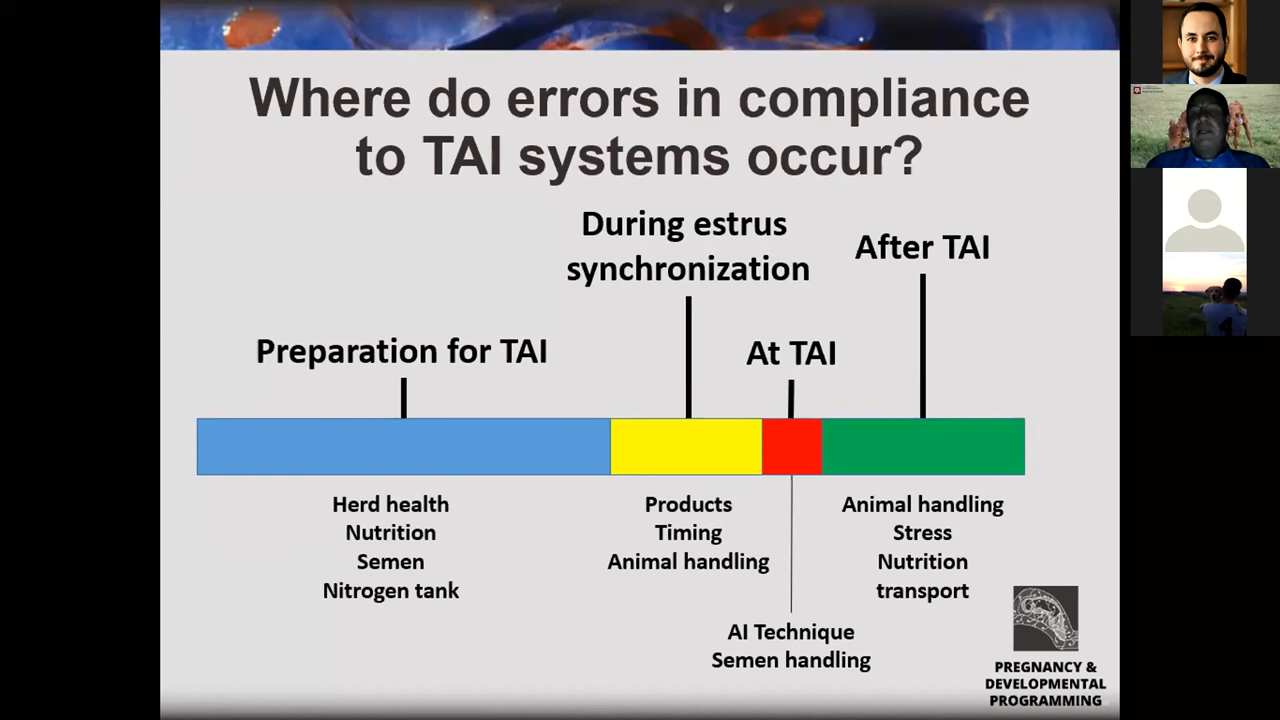 Where do errors in compliance
to TAI systems occur?
During estrus
synchronization
After TAI
Preparation for TAI
At TAI
Herd health
Nutrition
Semen
Nitrogen tank
Products
Timing
Animal handling
Animal handling
Stress
Nutrition
transport
AI Technique
Semen handling
PREGNANCY &
DEVELOPMENTAL
PROGRAMMING
4